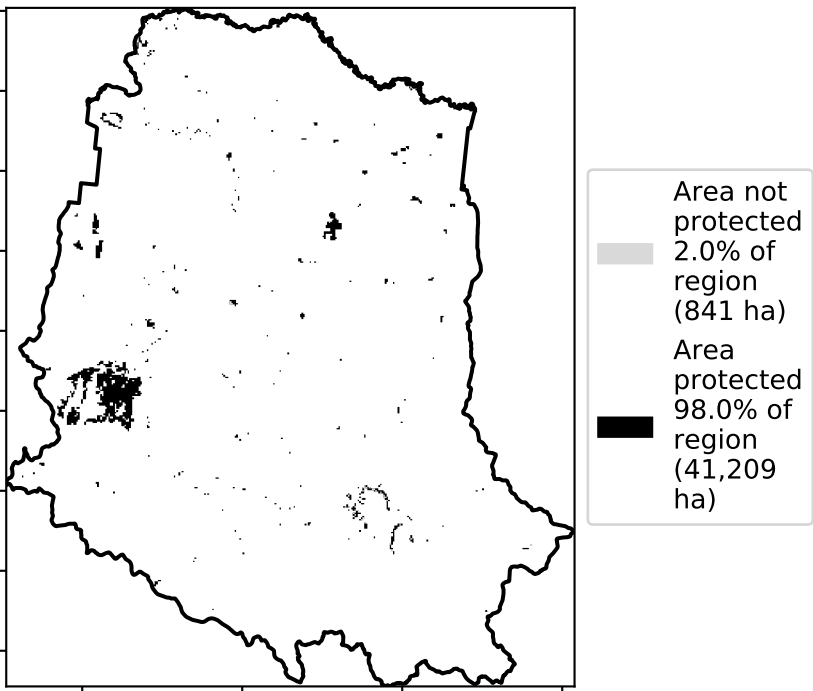 Area not
protected
2.0% of
region
(841 ha)
Area
protected
98.0% of
region
(41,209
ha)